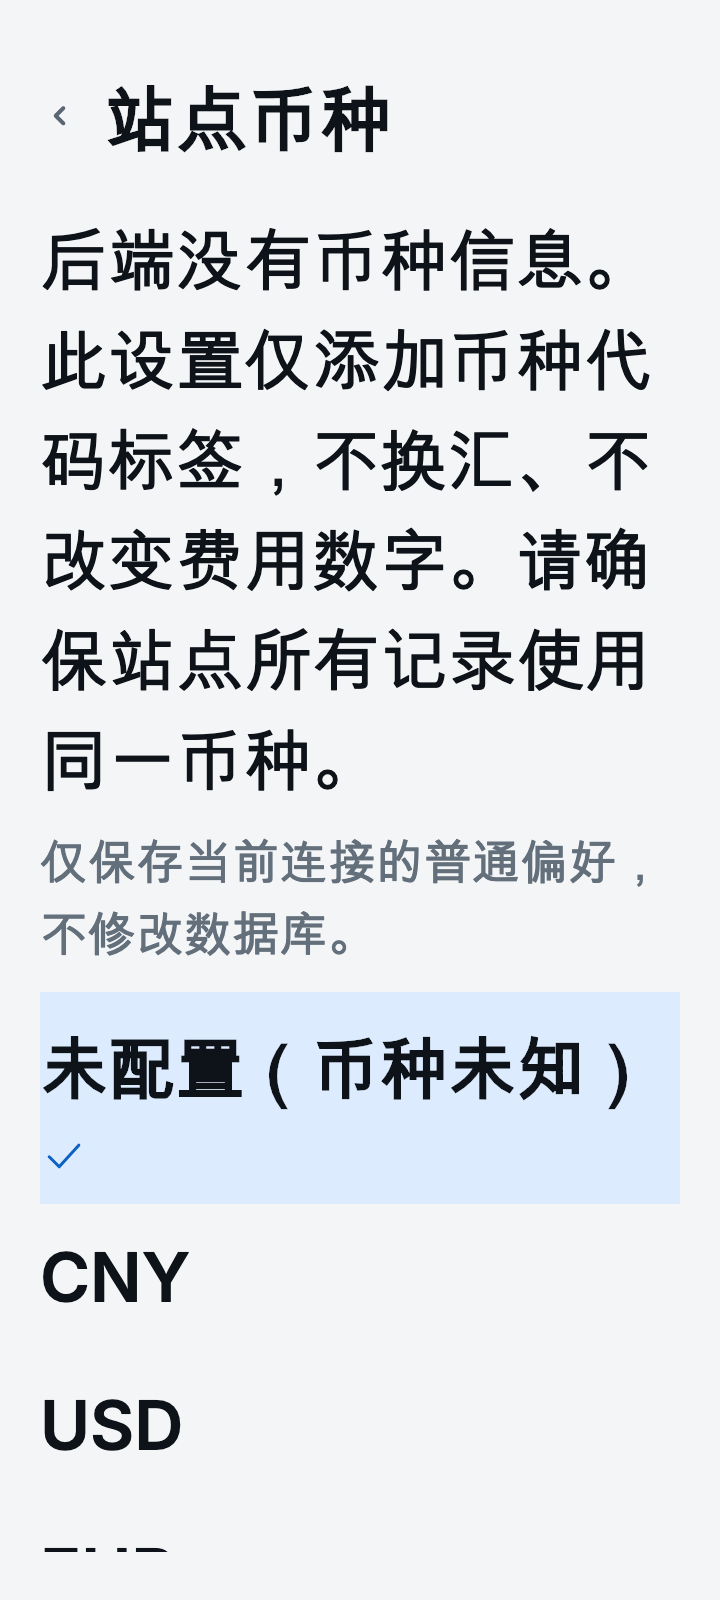 站点币种
后端没有币种信息。
此设置仅添加币种代
码标签，不换汇、不
改变费用数字。请确
保站点所有记录使用
同一币种。
仅保存当前连接的普通偏好，
不修改数据库。
未配置（币种未知）
CNY
USD